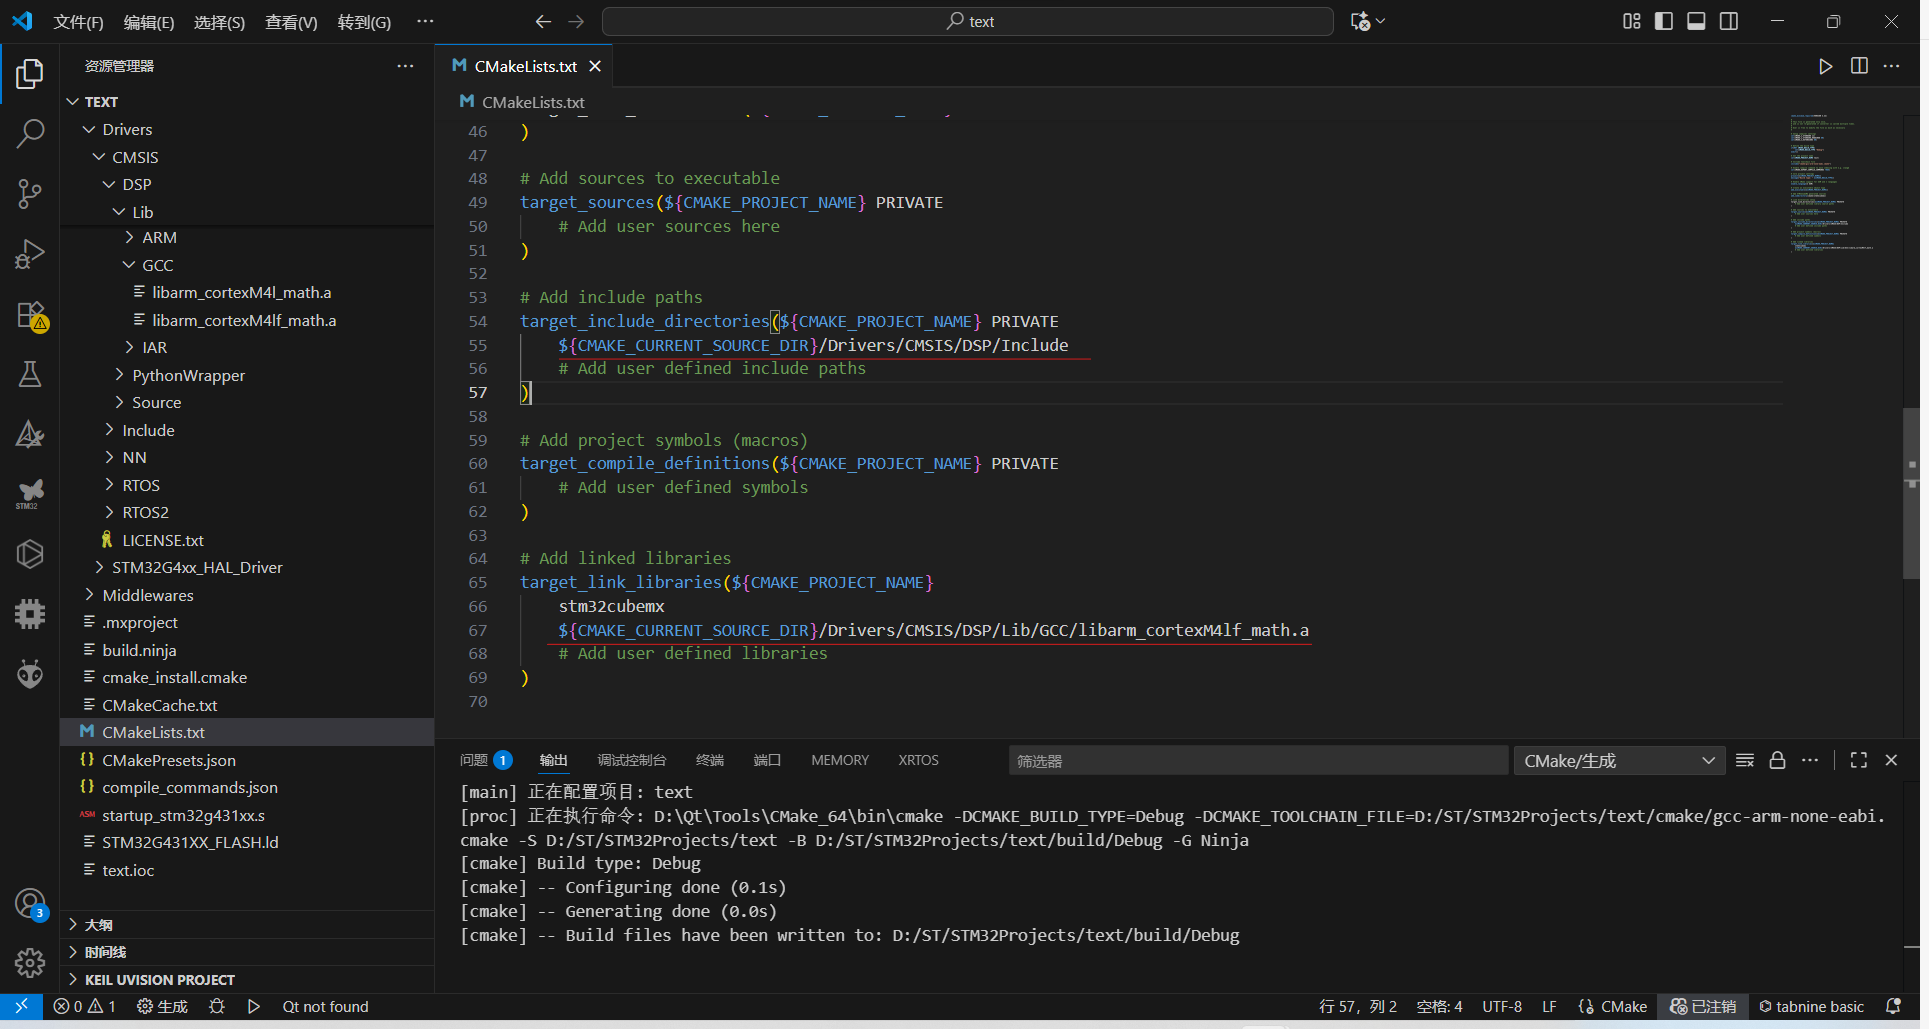 文件(F) 编辑(E) 选择(S) 查看(V) 转到(G) ··· text
资源管理器 ···
TEXT
Drivers
CMSIS
DSP
Lib
ARM
GCC
libarm_cortexM4l_math.a
libarm_cortexM4lf_math.a
IAR
PythonWrapper
Source
Include
NN
RTOS
RTOS2
LICENSE.txt
STM32G4xx_HAL_Driver
Middlewares
.mxproject
build.ninja
cmake_install.cmake
CMakeCache.txt
CMakeLists.txt
CMakePresets.json
compile_commands.json
ASM startup_stm32g431xx.s
STM32G431XX_FLASH.ld
text.ioc
大纲
时间线
KEIL UVISION PROJECT
STM32
3
M CMakeLists.txt
M CMakeLists.txt
46 )
47
48 # Add sources to executable
49 target_sources(${CMAKE_PROJECT_NAME} PRIVATE
50     # Add user sources here
51 )
52
53 # Add include paths
54 target_include_directories(${CMAKE_PROJECT_NAME} PRIVATE
55     ${CMAKE_CURRENT_SOURCE_DIR}/Drivers/CMSIS/DSP/Include
56     # Add user defined include paths
57 )
58
59 # Add project symbols (macros)
60 target_compile_definitions(${CMAKE_PROJECT_NAME} PRIVATE
61     # Add user defined symbols
62 )
63
64 # Add linked libraries
65 target_link_libraries(${CMAKE_PROJECT_NAME}
66     stm32cubemx
67     ${CMAKE_CURRENT_SOURCE_DIR}/Drivers/CMSIS/DSP/Lib/GCC/libarm_cortexM4lf_math.a
68     # Add user defined libraries
69 )
70
问题 1 输出 调试控制台 终端 端口 MEMORY XRTOS 筛选器 CMake/生成
[main] 正在配置项目: text
[proc] 正在执行命令: D:\Qt\Tools\CMake_64\bin\cmake -DCMAKE_BUILD_TYPE=Debug -DCMAKE_TOOLCHAIN_FILE=D:/ST/STM32Projects/text/cmake/gcc-arm-none-eabi.
cmake -S D:/ST/STM32Projects/text -B D:/ST/STM32Projects/text/build/Debug -G Ninja
[cmake] Build type: Debug
[cmake] -- Configuring done (0.1s)
[cmake] -- Generating done (0.0s)
[cmake] -- Build files have been written to: D:/ST/STM32Projects/text/build/Debug
0 1 生成 Qt not found 行 57，列 2 空格: 4 UTF-8 LF CMake 已注销 tabnine basic